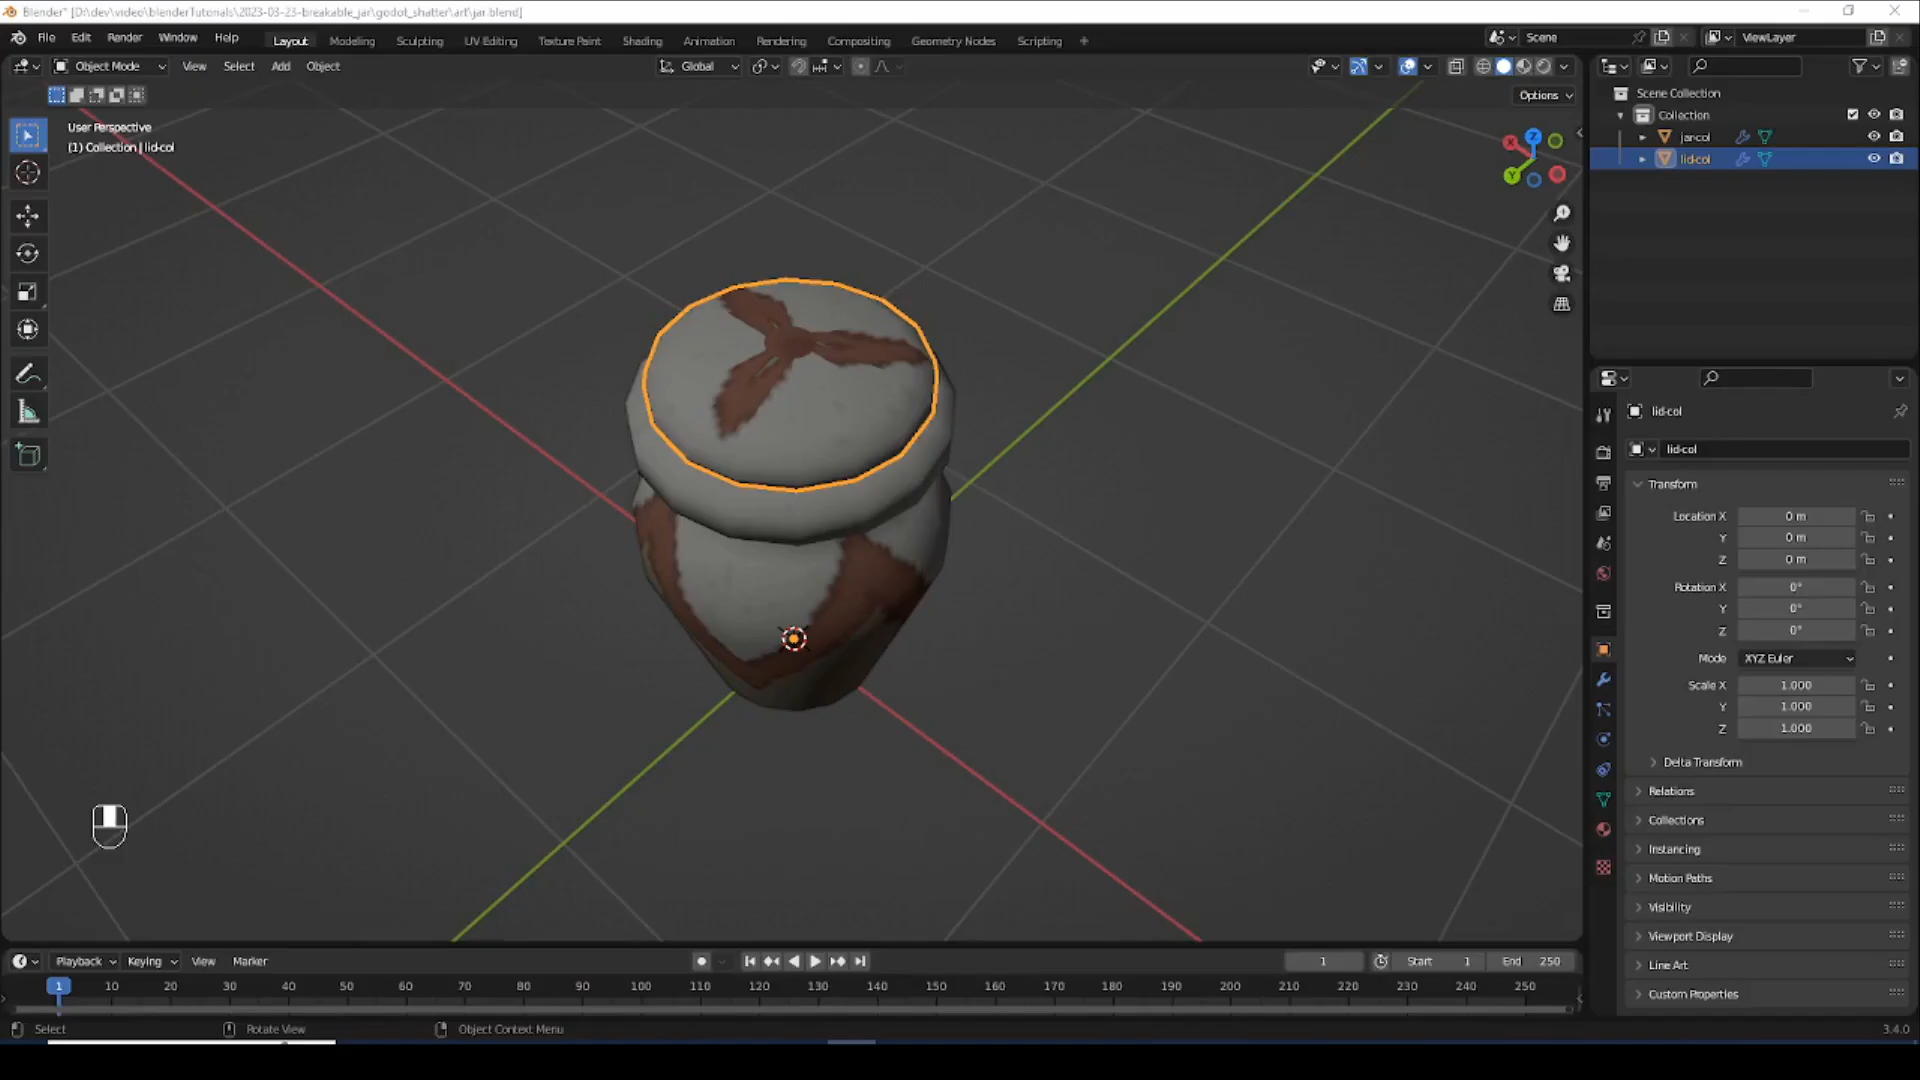 Blender* [D:\dev\video\blenderTutorials\2023-03-23-breakable_jar\godot_shatter\art\jar.blend]
File Edit Render Window Help Layout Modeling Sculpting UV Editing Texture Paint Shading Animation Rendering Compositing Geometry Nodes Scripting + Scene ViewLayer
Object Mode View Select Add Object Global
Options
User Perspective
(1) Collection | lid-col
X Y Z
Scene Collection
Collection
jar-col
lid-col
lid-col
lid-col
Transform
Location X 0 m
Y 0 m
Z 0 m
Rotation X 0°
Y 0°
Z 0°
Mode XYZ Euler
Scale X 1.000
Y 1.000
Z 1.000
Delta Transform
Relations
Collections
Instancing
Motion Paths
Visibility
Viewport Display
Line Art
Custom Properties
Playback Keying View Marker 1 Start 1 End 250
1 10 20 30 40 50 60 70 80 90 100 110 120 130 140 150 160 170 180 190 200 210 220 230 240 250
Select Rotate View Object Context Menu 3.4.0